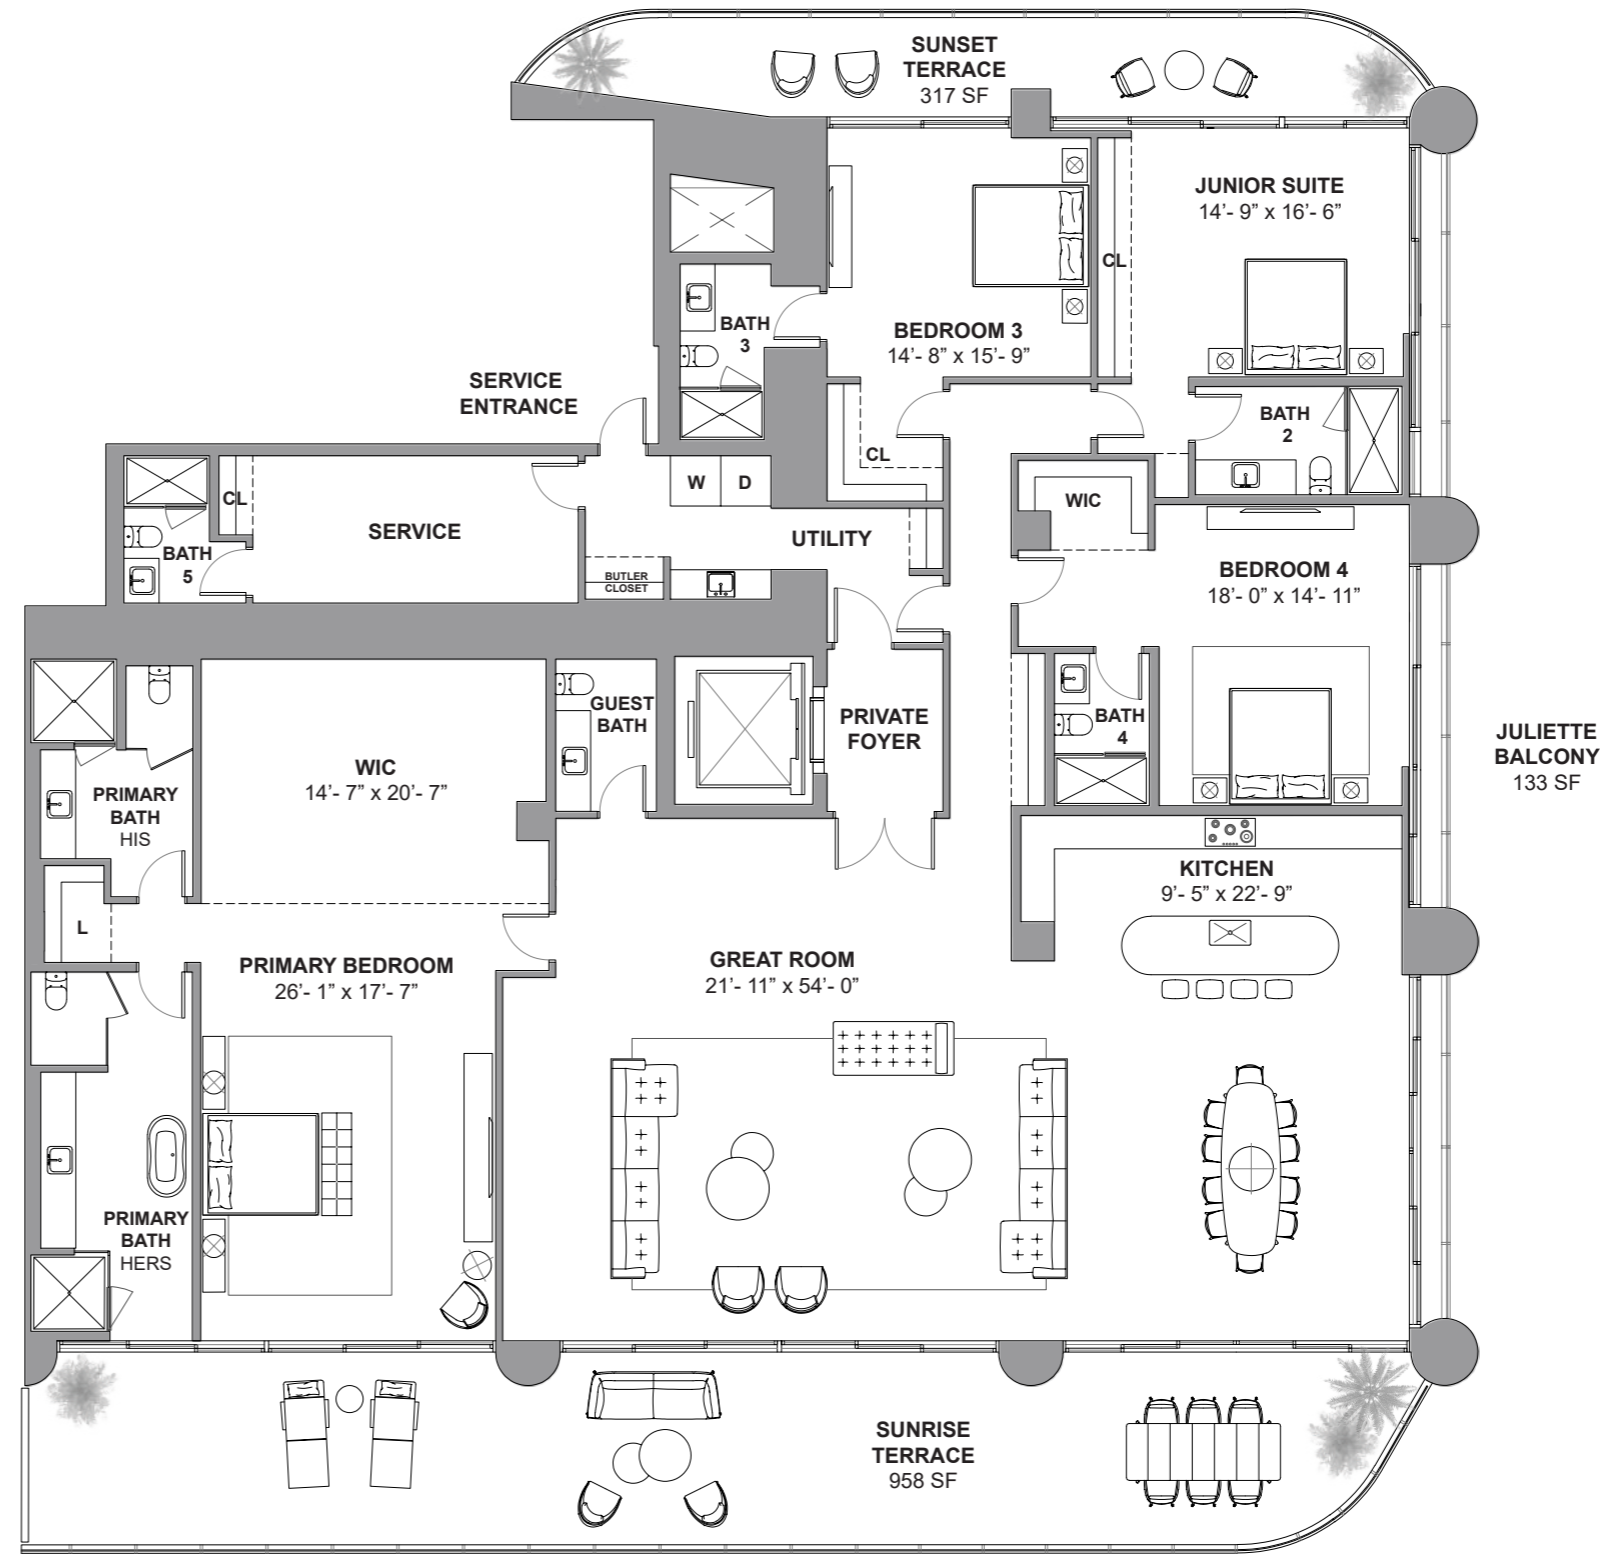 SUNSET
TERRACE
317 SF
JUNIOR SUITE
14’- 9” x 16’- 6”
CL
BATH
3
BEDROOM 3
14’- 8” x 15’- 9”
SERVICE
ENTRANCE
BATH
2
CL
W
D
CL
WIC
SERVICE
UTILITY
BATH
5
BUTLER
CLOSET
BEDROOM 4
18’- 0” x 14’- 11”
GUEST
BATH
PRIVATE
FOYER
BATH
4
JULIETTE
BALCONY
133 SF
WIC
14’- 7” x 20’- 7”
PRIMARY
BATH
HIS
KITCHEN
9’- 5” x 22’- 9”
L
PRIMARY BEDROOM
26’- 1” x 17’- 7”
GREAT ROOM
21’- 11” x 54’- 0”
PRIMARY
BATH
HERS
SUNRISE
TERRACE
958 SF